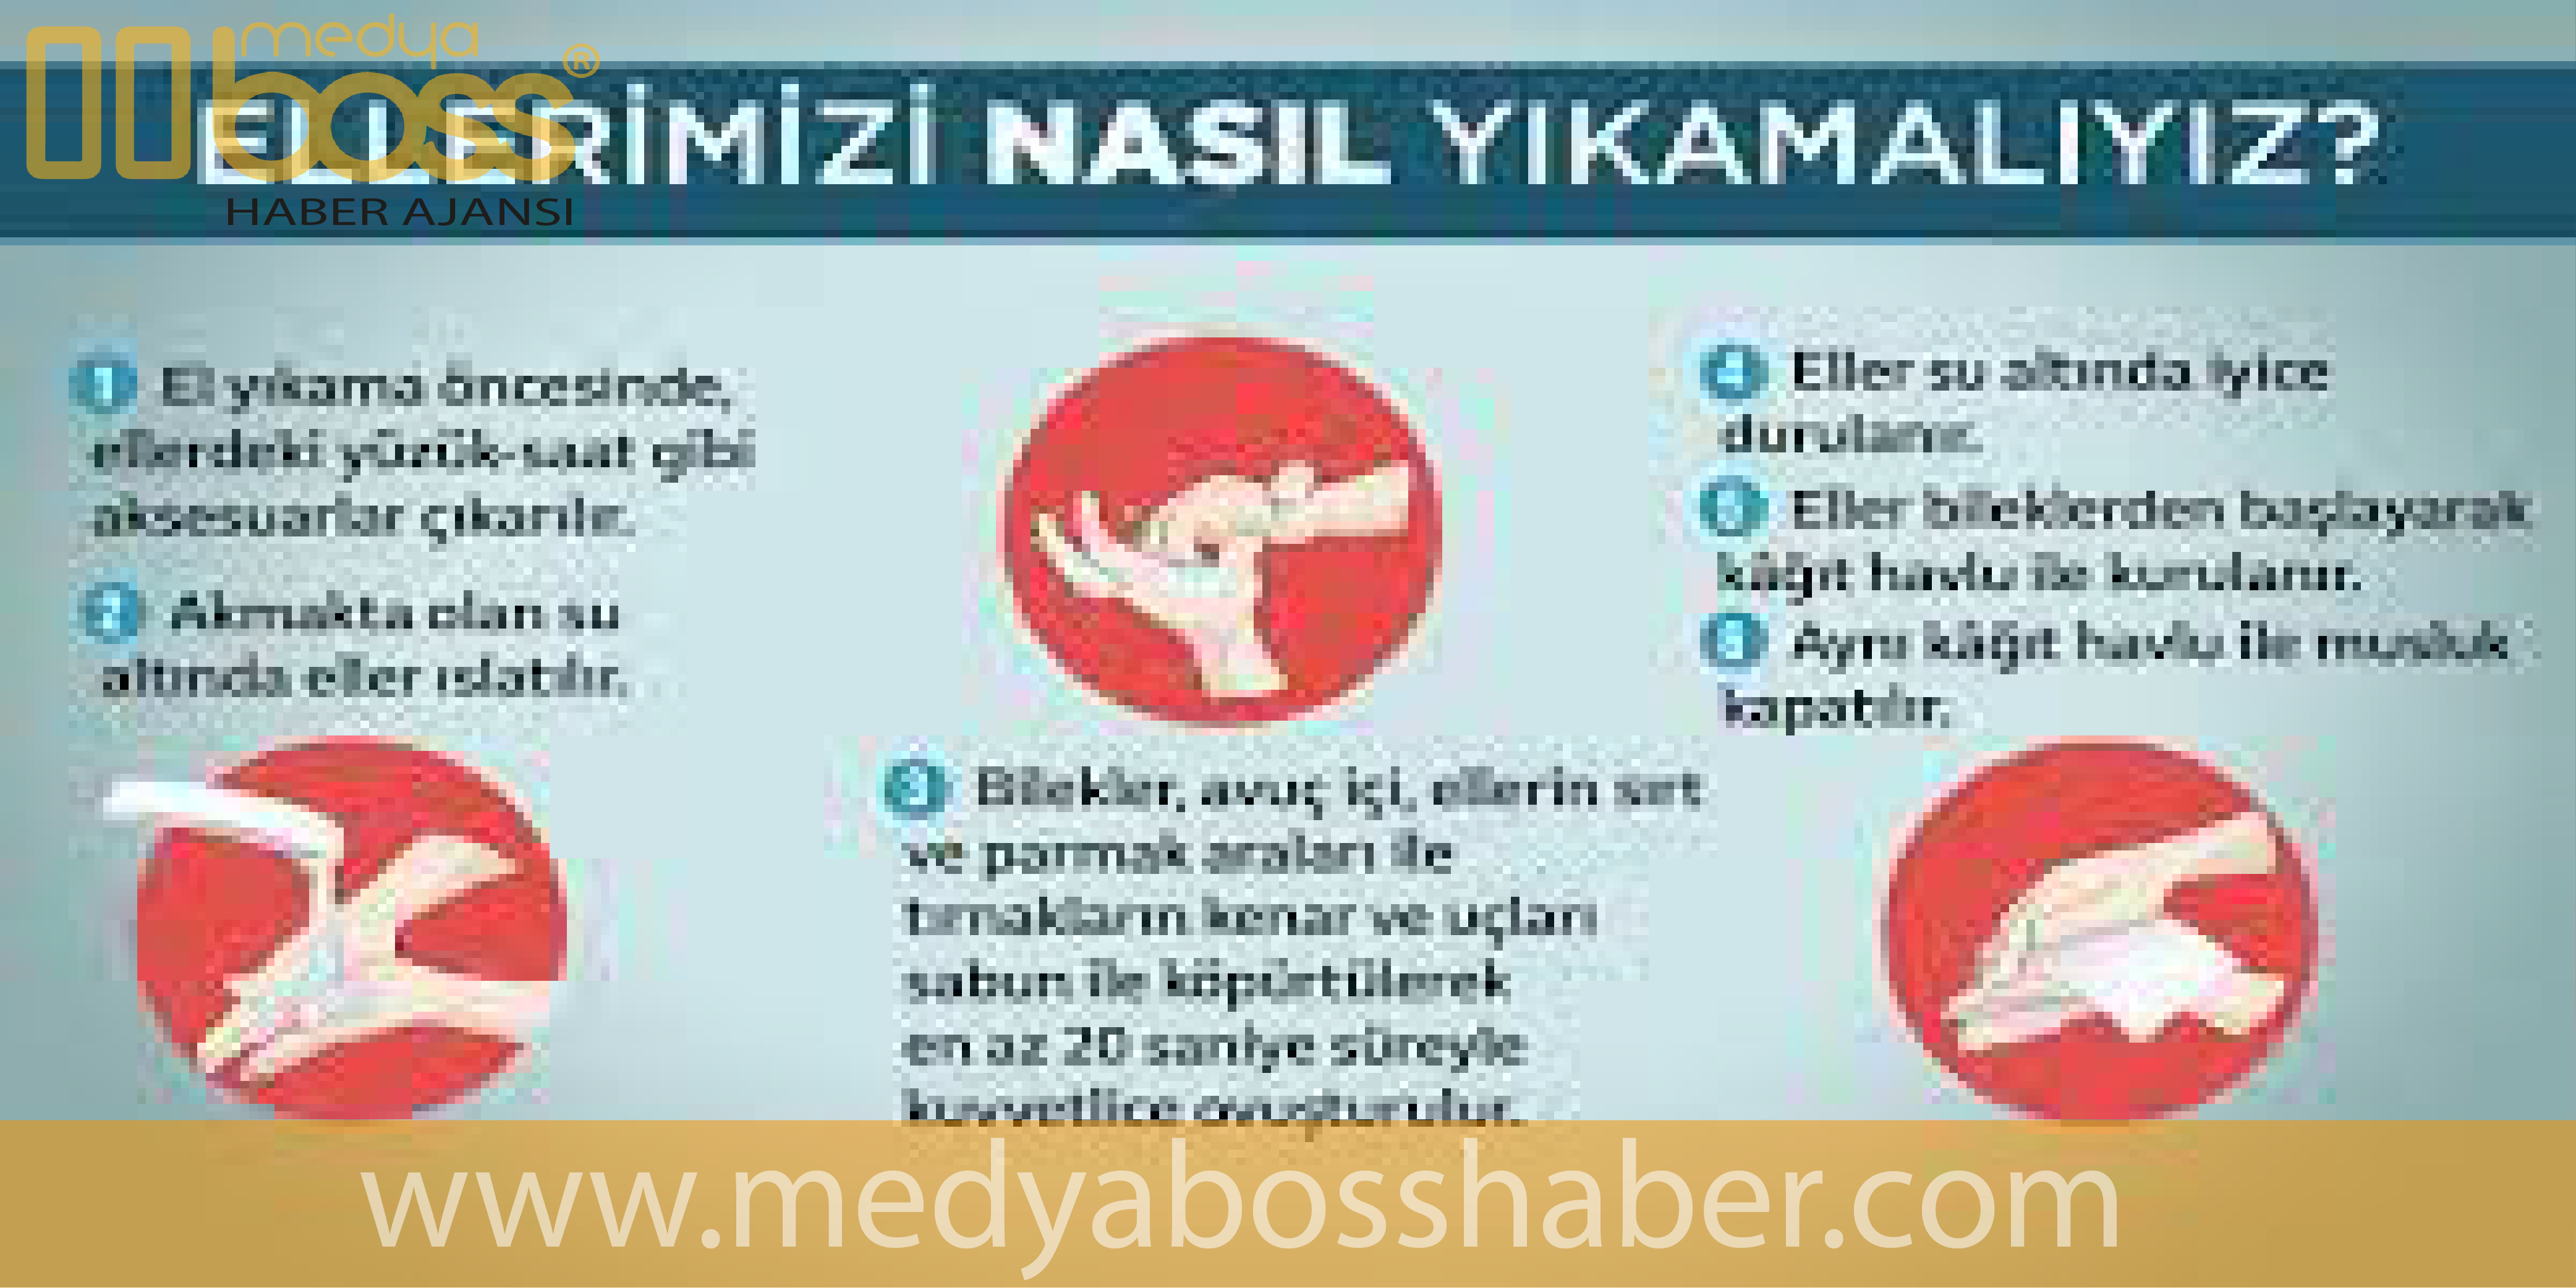 medya
boss®
HABER AJANSI
ELLERİMİZİ NASIL YIKAMALIYIZ?
1 El yıkama öncesinde,
ellerdeki yüzük-saat gibi
aksesuarlar çıkarılır.
2 Akmakta olan su
altında eller ıslatılır.
3 Bilekler, avuç içi, ellerin sırt
ve parmak araları ile
tırnakların kenar ve uçları
sabun ile köpürtülerek
en az 20 saniye süreyle
kuvvetlice ovuşturulur.
4 Eller su altında iyice
durulanır.
5 Eller bileklerden başlayarak
kâğıt havlu ile kurulanır.
6 Aynı kâğıt havlu ile musluk
kapatılır.
www.medyabosshaber.com